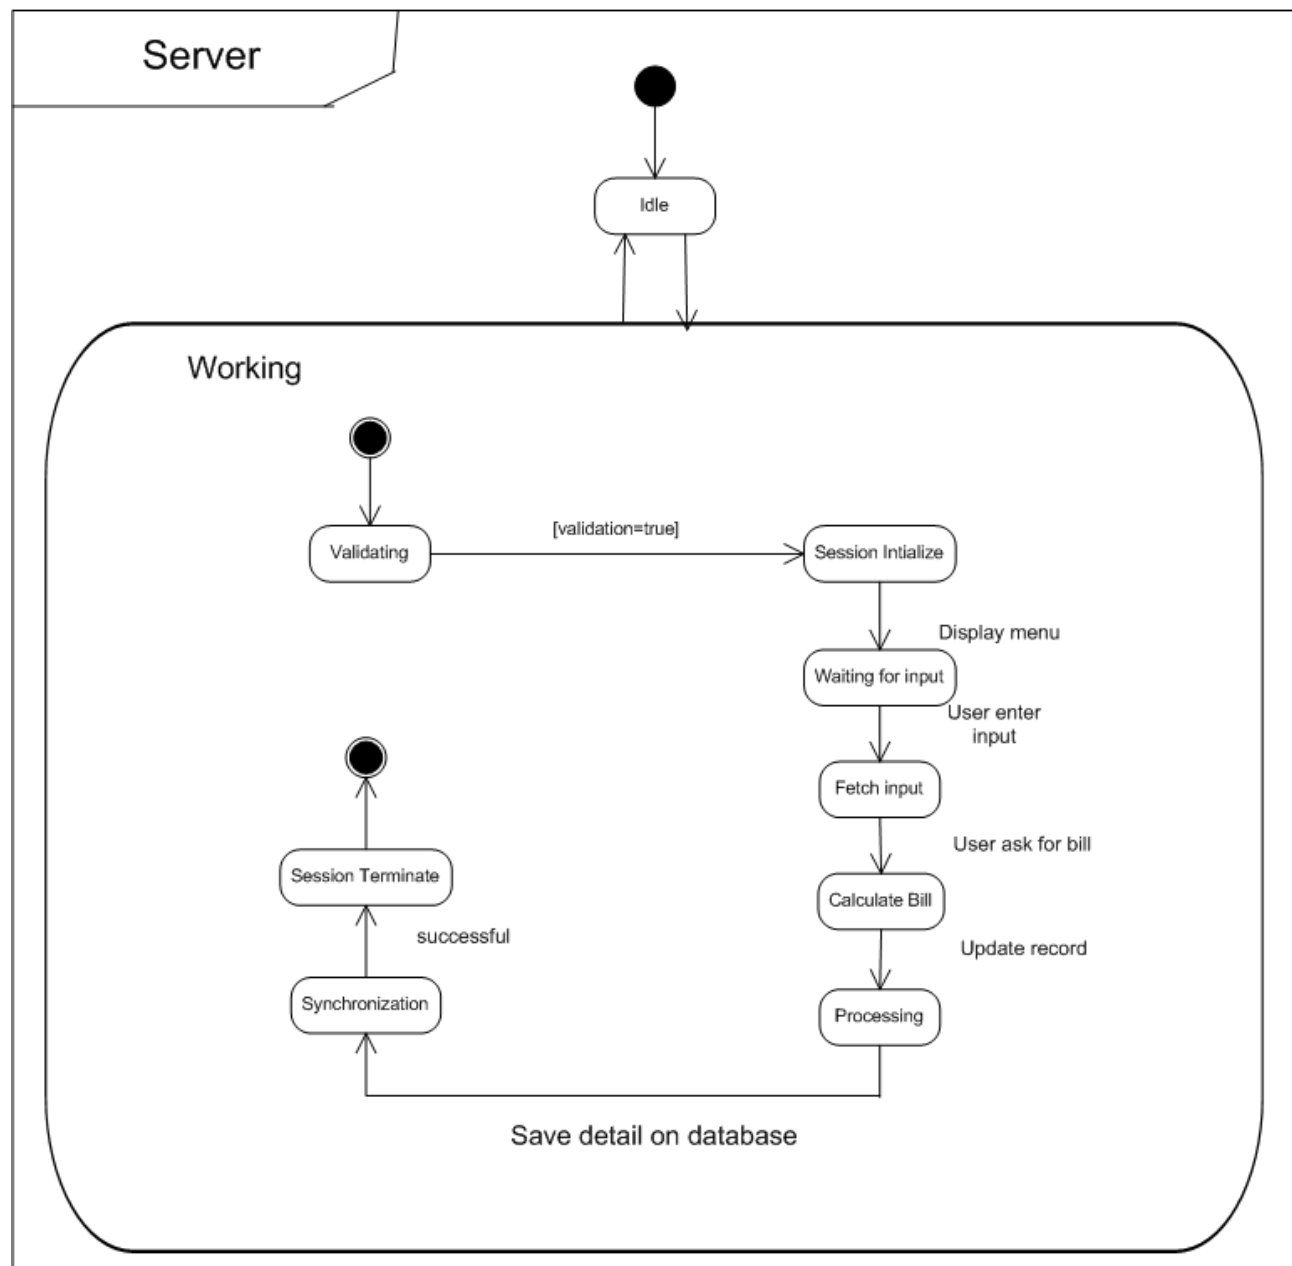 Server
Idle
Working
Validating
[validation=true]
Session Intialize
Display menu
Waiting for input
User enter
input
Fetch input
User ask for bill
Calculate Bill
Update record
Processing
Save detail on database
Synchronization
successful
Session Terminate